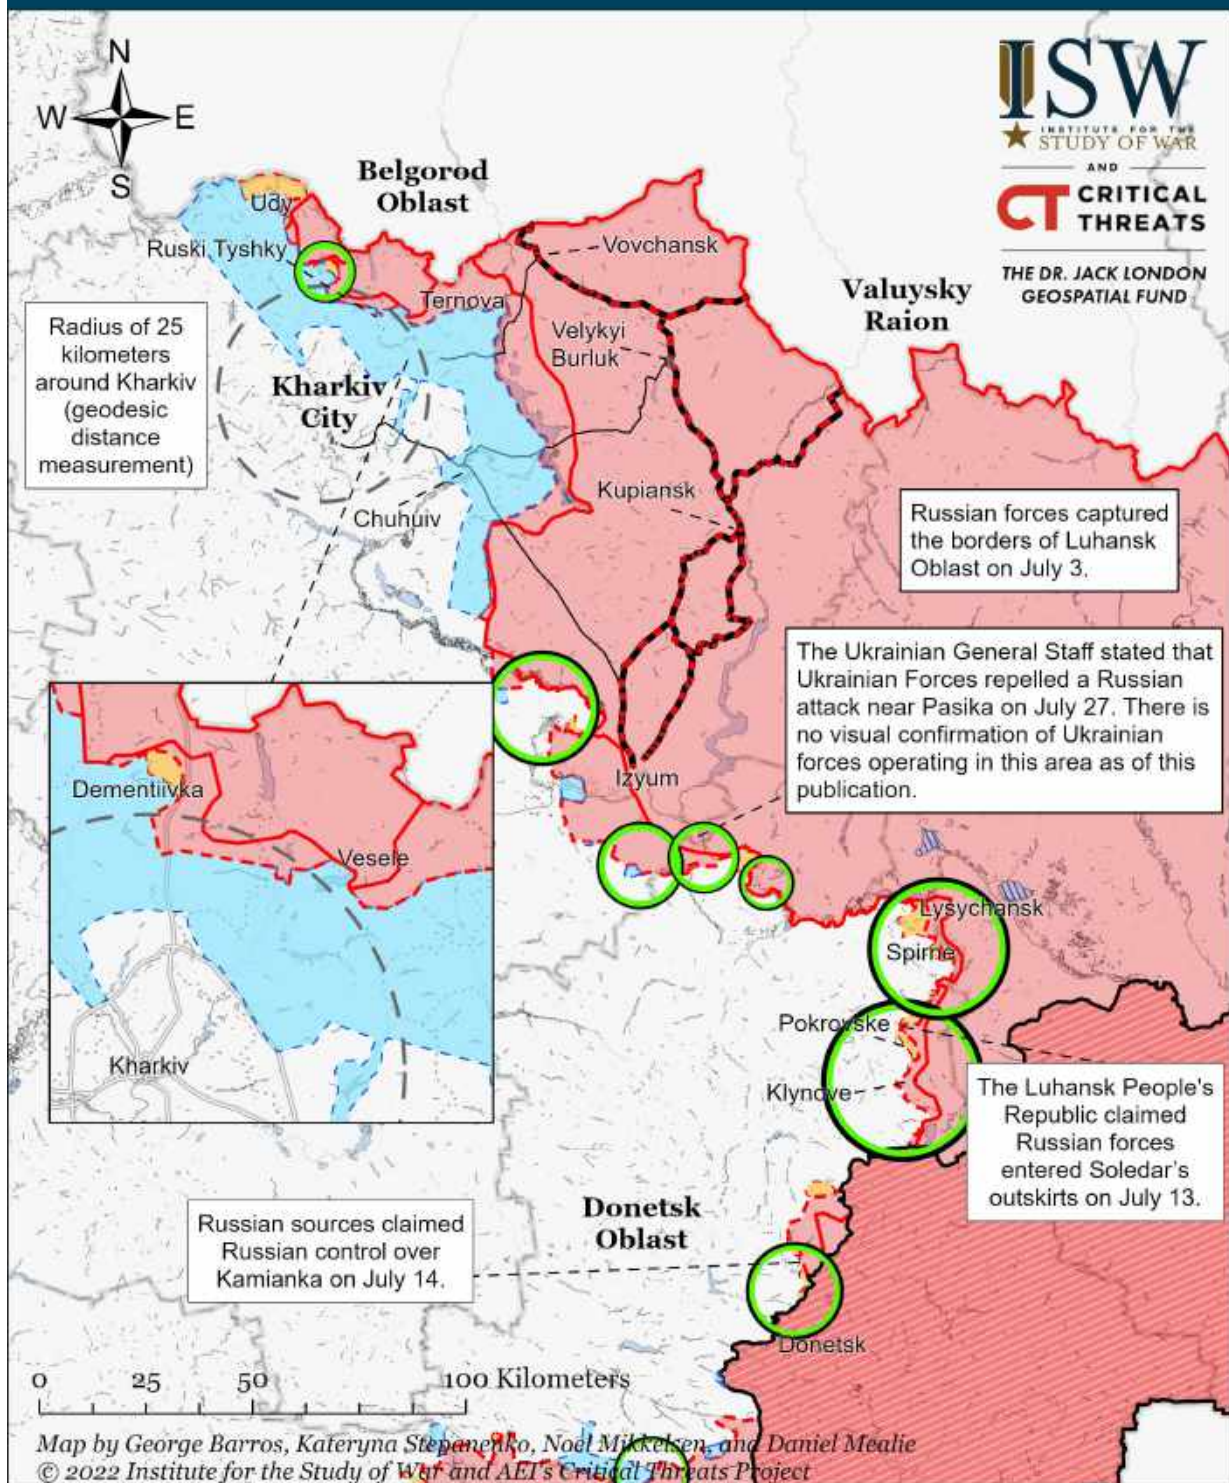 N
W
E
S
ISW
INSTITUTE FOR THE
STUDY OF WAR
AND
CT CRITICAL
THREATS
THE DR. JACK LONDON
GEOSPATIAL FUND
Belgorod
Oblast
Udy
Ruski Tyshky
Vovchansk
Ternova
Valuysky
Raion
Radius of 25
kilometers
around Kharkiv
(geodesic
distance
measurement)
Velykyi
Burluk
Kharkiv
City
Kupiansk
Chuhuiv
Russian forces captured
the borders of Luhansk
Oblast on July 3.
The Ukrainian General Staff stated that
Ukrainian Forces repelled a Russian
attack near Pasika on July 27. There is
no visual confirmation of Ukrainian
forces operating in this area as of this
publication.
Izyum
Dementiivka
Vesele
Kharkiv
Lysychansk
Spirne
Pokrovske
Klynove
The Luhansk People's
Republic claimed
Russian forces
entered Soledar's
outskirts on July 13.
Donetsk
Oblast
Russian sources claimed
Russian control over
Kamianka on July 14.
Donetsk
0 25 50 100 Kilometers
Map by George Barros, Kateryna Stepanenko, Noel Mikkelsen, and Daniel Mealie
© 2022 Institute for the Study of War and AEI's Critical Threats Project